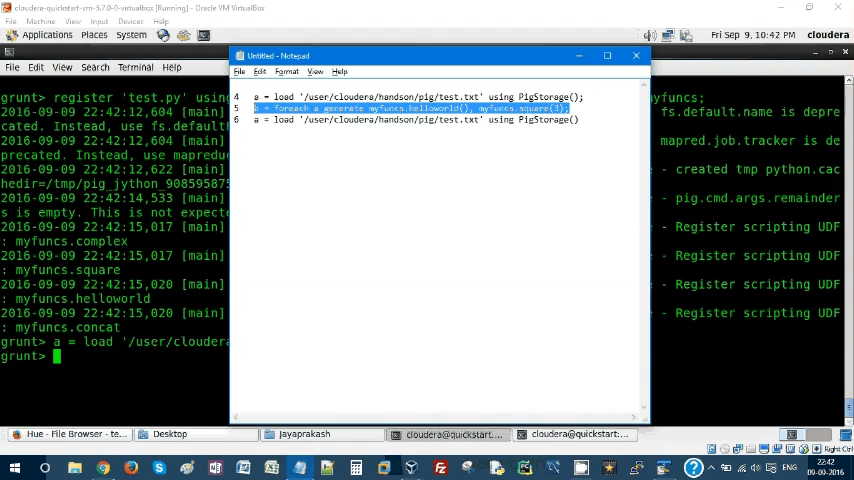 cloudera-quickstart-vm-5.7.0-0-virtualbox [Running] - Oracle VM VirtualBox
File Machine View Input Devices Help
Applications Places System Fri Sep 9, 10:42 PM cloudera
File Edit View Search Terminal Help
Untitled - Notepad
File Edit Format View Help
4 a = load '/user/cloudera/handson/pig/test.txt' using PigStorage();
5 b = foreach a generate myfuncs.helloworld(), myfuncs.square(3);
6 a = load '/user/cloudera/handson/pig/test.txt' using PigStorage()
grunt> register 'test.py' using myfuncs;
2016-09-09 22:42:12,604 [main] fs.default.name is depre
cated. Instead, use fs.default
2016-09-09 22:42:12,604 [main] mapred.job.tracker is de
precated. Instead, use mapredu
2016-09-09 22:42:12,622 [main] - created tmp python.cac
hedir=/tmp/pig_jython_908595875
2016-09-09 22:42:14,533 [main] - pig.cmd.args.remainder
s is empty. This is not expecte
2016-09-09 22:42:15,017 [main] - Register scripting UDF
: myfuncs.complex
2016-09-09 22:42:15,017 [main] - Register scripting UDF
: myfuncs.square
2016-09-09 22:42:15,020 [main] - Register scripting UDF
: myfuncs.helloworld
2016-09-09 22:42:15,020 [main] - Register scripting UDF
: myfuncs.concat
grunt> a = load '/user/cloudera
grunt>
Hue - File Browser - te... Desktop Jayaprakash cloudera@quickstart:... cloudera@quickstart:...
Right Ctrl
ENG 22:42
09-09-2016